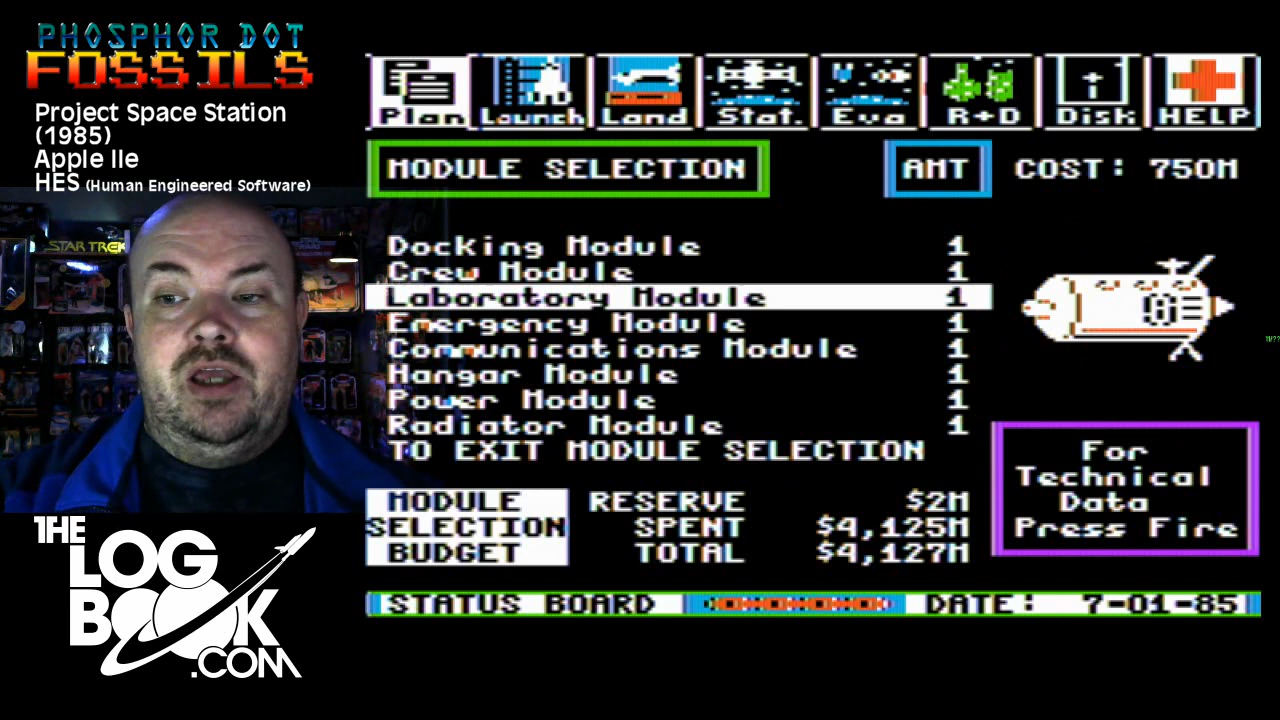 PHOSPHOR DOT
FOSSILS
Project Space Station
(1985)
Apple IIe
HES (Human Engineered Software)
STAR TREK
THE
LOG
BOOK
.COM
Plan Launch Land Stat. Eva R+D Disk HELP
MODULE SELECTION AMT COST: 750M
Docking Module 1
Crew Module 1
Laboratory Module 1
Emergency Module 1
Communications Module 1
Hangar Module 1
Power Module 1
Radiator Module 1
TO EXIT MODULE SELECTION
For
Technical
Data
Press Fire
MODULE RESERVE $2M
SELECTION SPENT $4,125M
BUDGET TOTAL $4,127M
STATUS BOARD DATE: 7-01-85